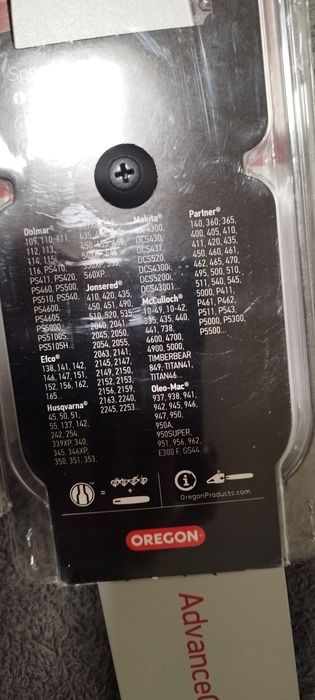 Dolmar®
109, 110, 111,
112, 113,
114, 115,
116, PS410,
PS411, PS420,
PS460, PS500,
PS510, PS540,
PS4600,
PS4605,
PS5000,
PS5100S,
PS5105H
Efco®
138, 141, 142,
146, 147, 151,
152, 156, 162,
165...
Husqvarna®
45, 50, 51,
55, 137, 142,
242, 254,
339XP, 340,
345, 346XP,
350, 351, 353,
560XP...
Jonsered®
410, 420, 435,
450, 451, 490,
510, 520, 535,
2040, 2041,
2045, 2050,
2054, 2055,
2063, 2141,
2145, 2147,
2149, 2150,
2152, 2153,
2156, 2159,
2163, 2240,
2245, 2253...
Makita®
DCS430,
DCS431,
DCS520,
DCS4300i,
DCS5200i,
DCS43001...
McCulloch®
10-49, 10-42,
335, 435, 440,
441, 738,
4600, 4700,
4900, 5000,
TIMBERBEAR
849, TITAN41,
TITAN46...
Oleo-Mac®
937, 938, 941,
942, 945, 946,
947, 950,
950A,
950SUPER,
951, 956, 962,
E300 F, GS44...
Partner®
140, 360, 365,
400, 405, 410,
411, 420, 435,
450, 460, 461,
462, 465, 470,
495, 500, 510,
511, 540, 545,
5000, P411,
P461, P462,
P511, P543,
P5000, P5300,
P5500...
OregonProducts.com
OREGON
Advance